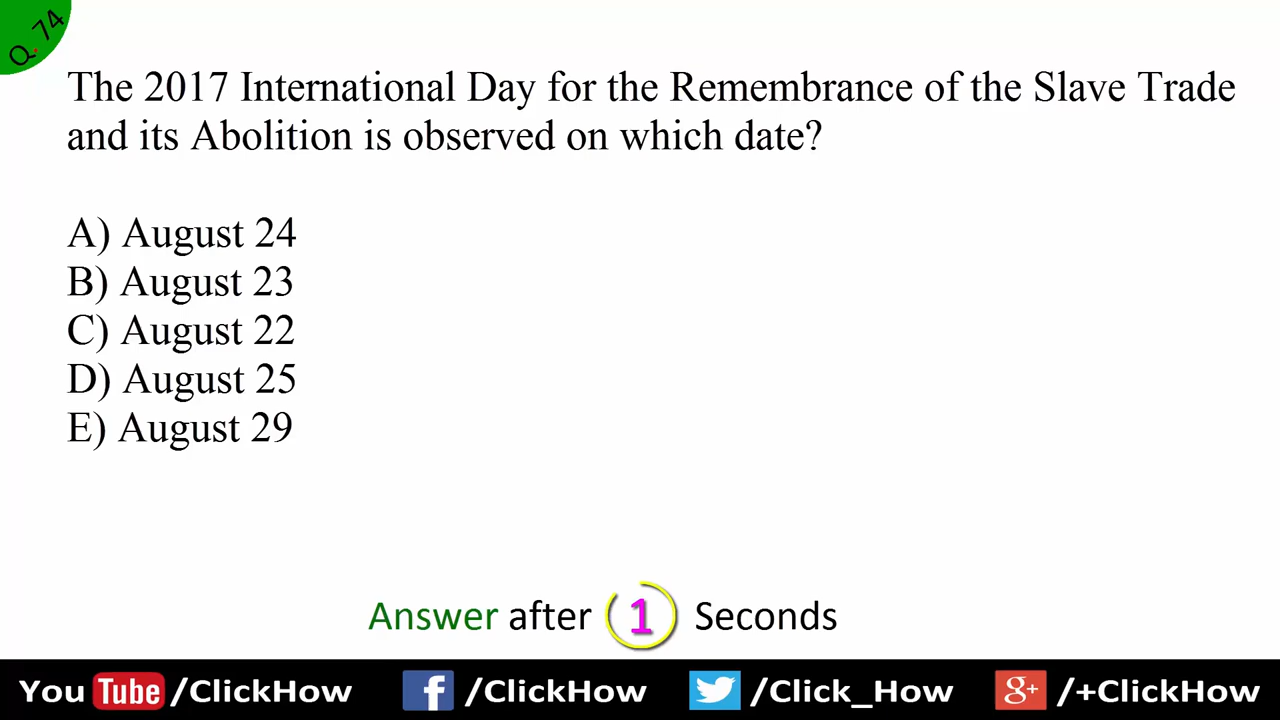 Q.74
The 2017 International Day for the Remembrance of the Slave Trade
and its Abolition is observed on which date?
A) August 24
B) August 23
C) August 22
D) August 25
E) August 29
Answer after 1 Seconds
You Tube /ClickHow f /ClickHow /Click_How g+ /+ClickHow